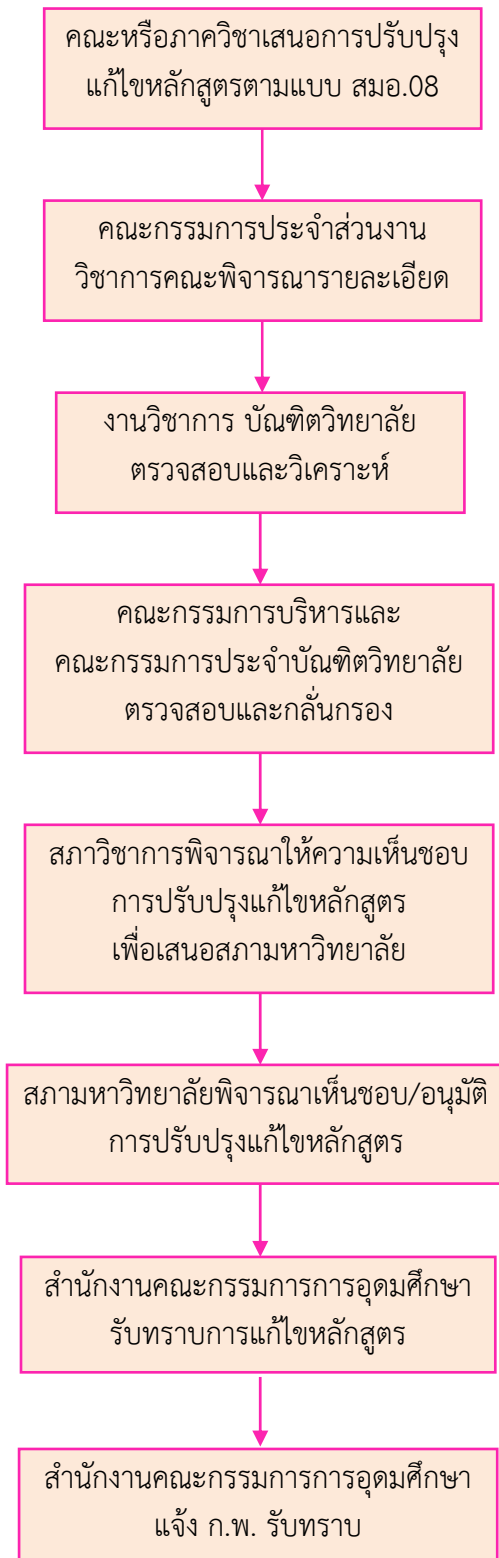 คณะหรือภาควิชาเสนอการปรับปรุง
แก้ไขหลักสูตรตามแบบ สมอ.08
คณะกรรมการประจำส่วนงาน
วิชาการคณะพิจารณารายละเอียด
งานวิชาการ บัณฑิตวิทยาลัย
ตรวจสอบและวิเคราะห์
คณะกรรมการบริหารและ
คณะกรรมการประจำบัณฑิตวิทยาลัย
ตรวจสอบและกลั่นกรอง
สภาวิชาการพิจารณาให้ความเห็นชอบ
การปรับปรุงแก้ไขหลักสูตร
เพื่อเสนอสภามหาวิทยาลัย
สภามหาวิทยาลัยพิจารณาเห็นชอบ/อนุมัติ
การปรับปรุงแก้ไขหลักสูตร
สำนักงานคณะกรรมการการอุดมศึกษา
รับทราบการแก้ไขหลักสูตร
สำนักงานคณะกรรมการการอุดมศึกษา
แจ้ง ก.พ. รับทราบ